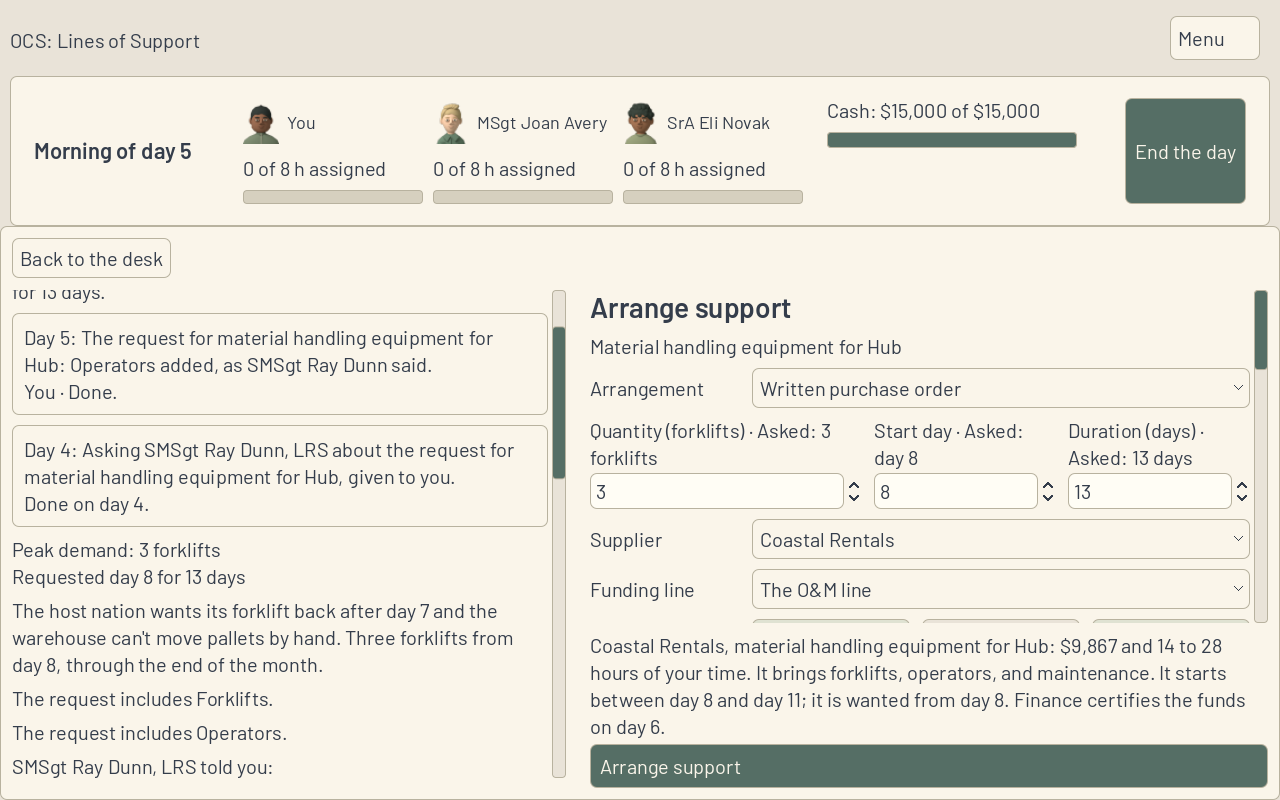 OCS: Lines of Support
Menu
Morning of day 5
You
0 of 8 h assigned
MSgt Joan Avery
0 of 8 h assigned
SrA Eli Novak
0 of 8 h assigned
Cash: $15,000 of $15,000
End the day
Back to the desk
for 13 days.
Day 5: The request for material handling equipment for
Hub: Operators added, as SMSgt Ray Dunn said.
You · Done.
Day 4: Asking SMSgt Ray Dunn, LRS about the request for
material handling equipment for Hub, given to you.
Done on day 4.
Peak demand: 3 forklifts
Requested day 8 for 13 days
The host nation wants its forklift back after day 7 and the
warehouse can't move pallets by hand. Three forklifts from
day 8, through the end of the month.
The request includes Forklifts.
The request includes Operators.
SMSgt Ray Dunn, LRS told you:
Arrange support
Material handling equipment for Hub
Arrangement
Written purchase order
Quantity (forklifts) · Asked: 3
forklifts
3
Start day · Asked:
day 8
8
Duration (days) ·
Asked: 13 days
13
Supplier
Coastal Rentals
Funding line
The O&M line
Coastal Rentals, material handling equipment for Hub: $9,867 and 14 to 28
hours of your time. It brings forklifts, operators, and maintenance. It starts
between day 8 and day 11; it is wanted from day 8. Finance certifies the funds
on day 6.
Arrange support